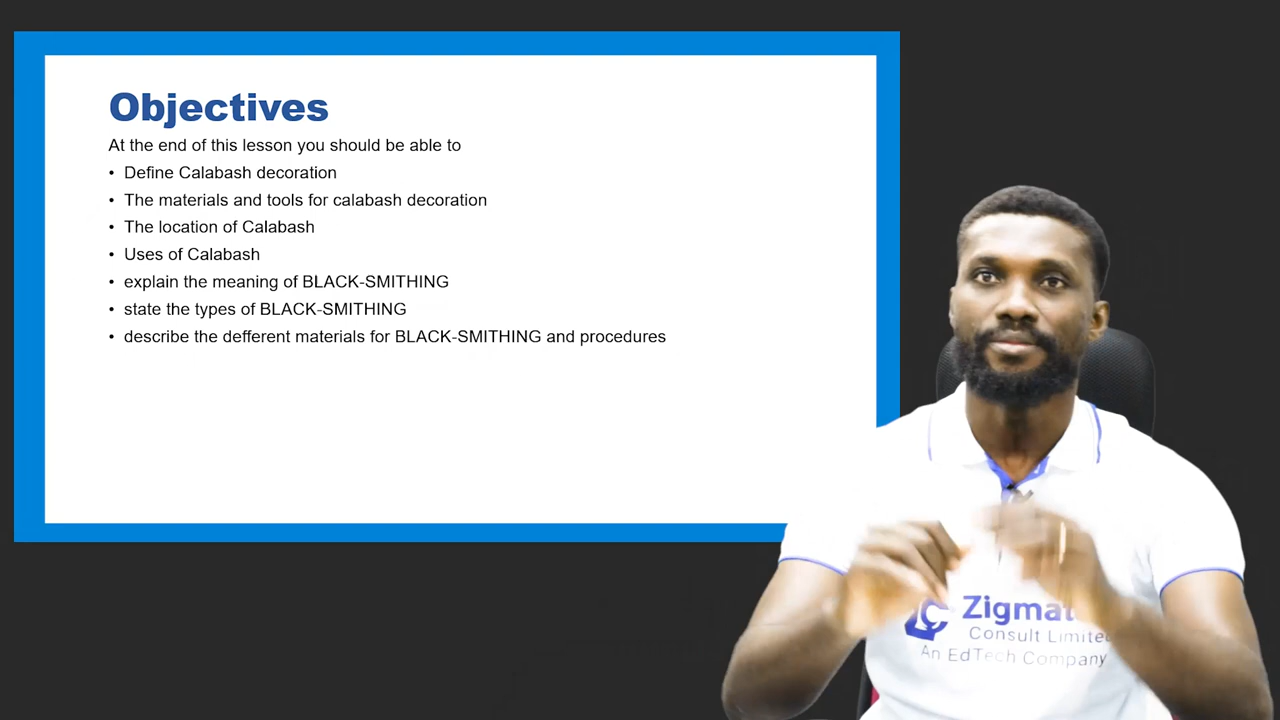 Objectives
At the end of this lesson you should be able to
• Define Calabash decoration
• The materials and tools for calabash decoration
• The location of Calabash
• Uses of Calabash
• explain the meaning of BLACK-SMITHING
• state the types of BLACK-SMITHING
• describe the defferent materials for BLACK-SMITHING and procedures
Zigmat
Consult Limited
An EdTech Company